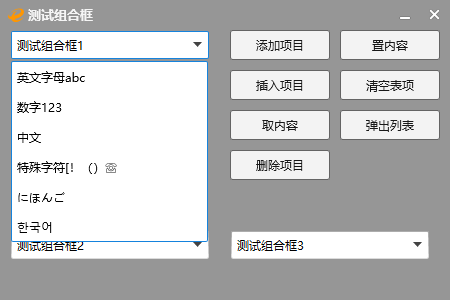 测试组合框
测试组合框1
添加项目
置内容
英文字母abc
插入项目
清空表项
数字123
取内容
弹出列表
中文
删除项目
特殊字符[！（）☏
にほんご
한국어
测试组合框2
测试组合框3